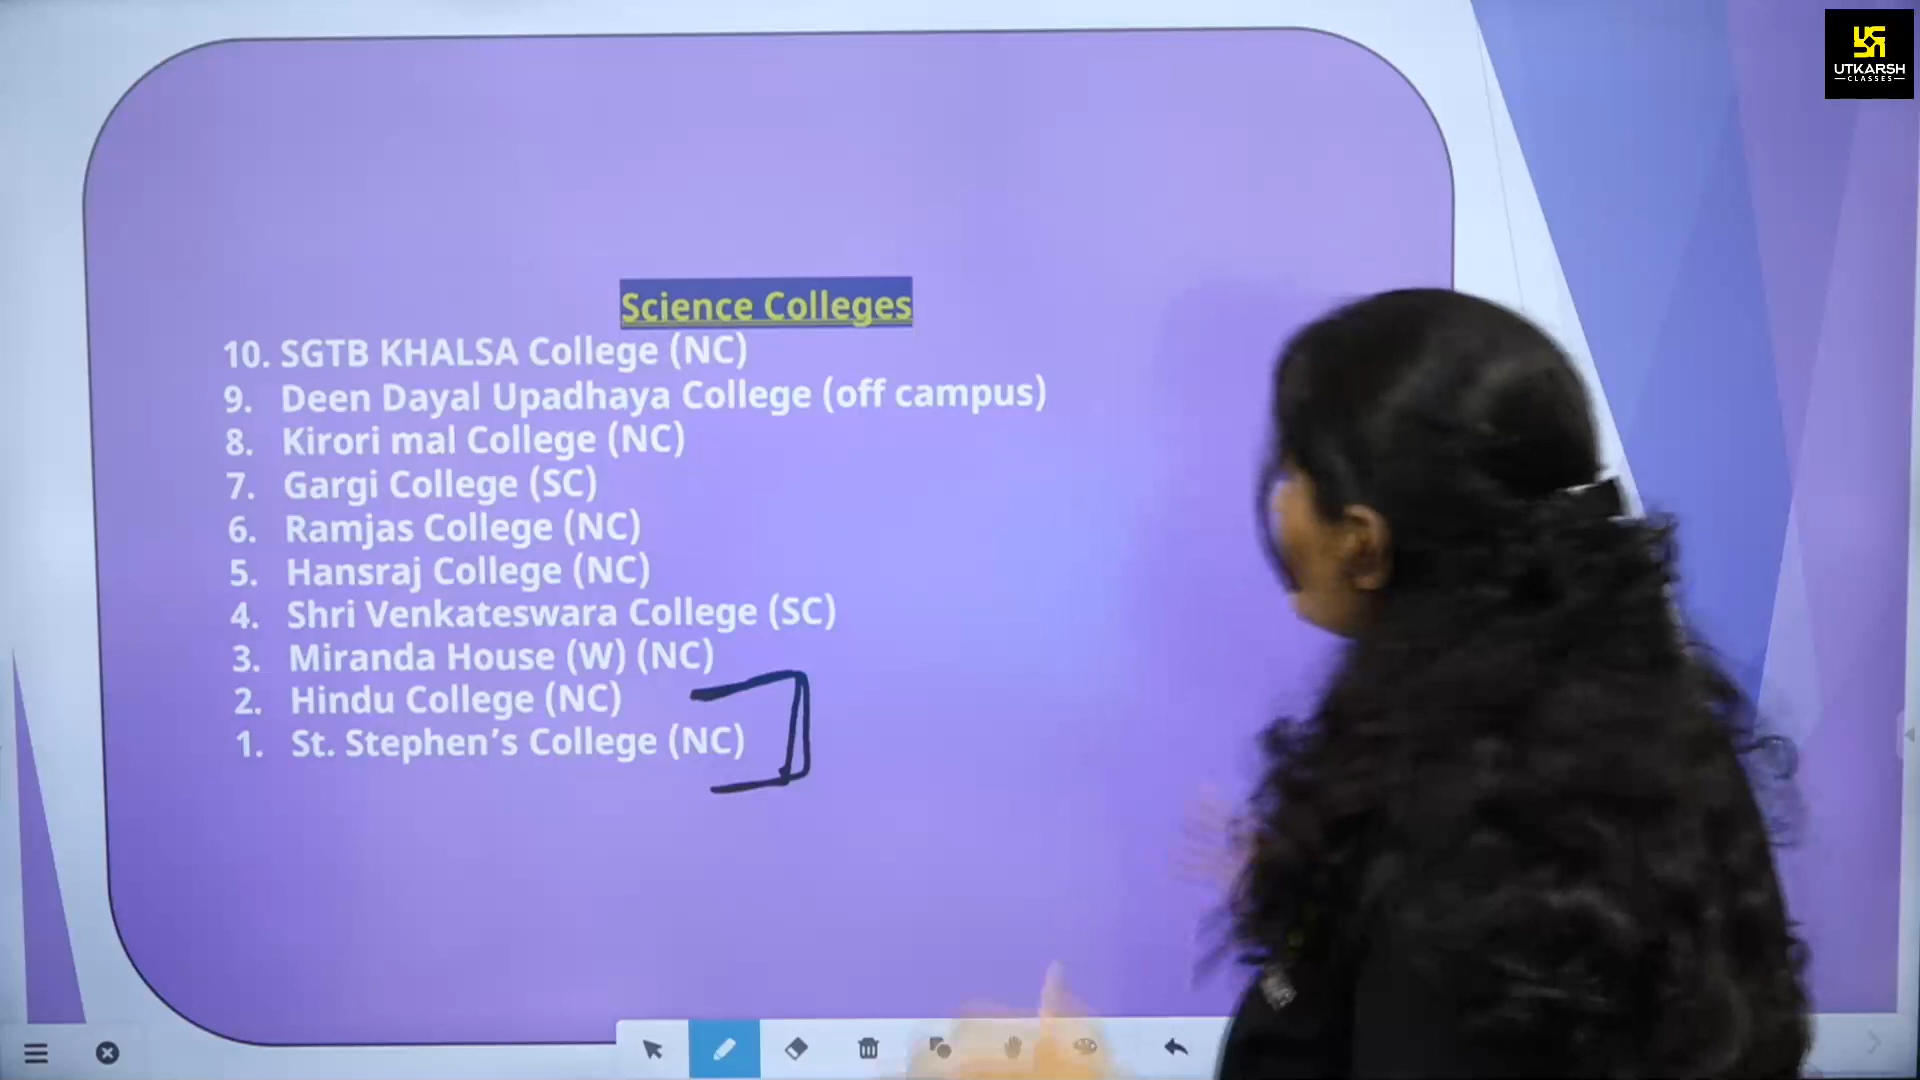 UTKARSH
CLASSES
Science Colleges
10. SGTB KHALSA College (NC)
9. Deen Dayal Upadhaya College (off campus)
8. Kirori mal College (NC)
7. Gargi College (SC)
6. Ramjas College (NC)
5. Hansraj College (NC)
4. Shri Venkateswara College (SC)
3. Miranda House (W) (NC)
2. Hindu College (NC)
1. St. Stephen’s College (NC)